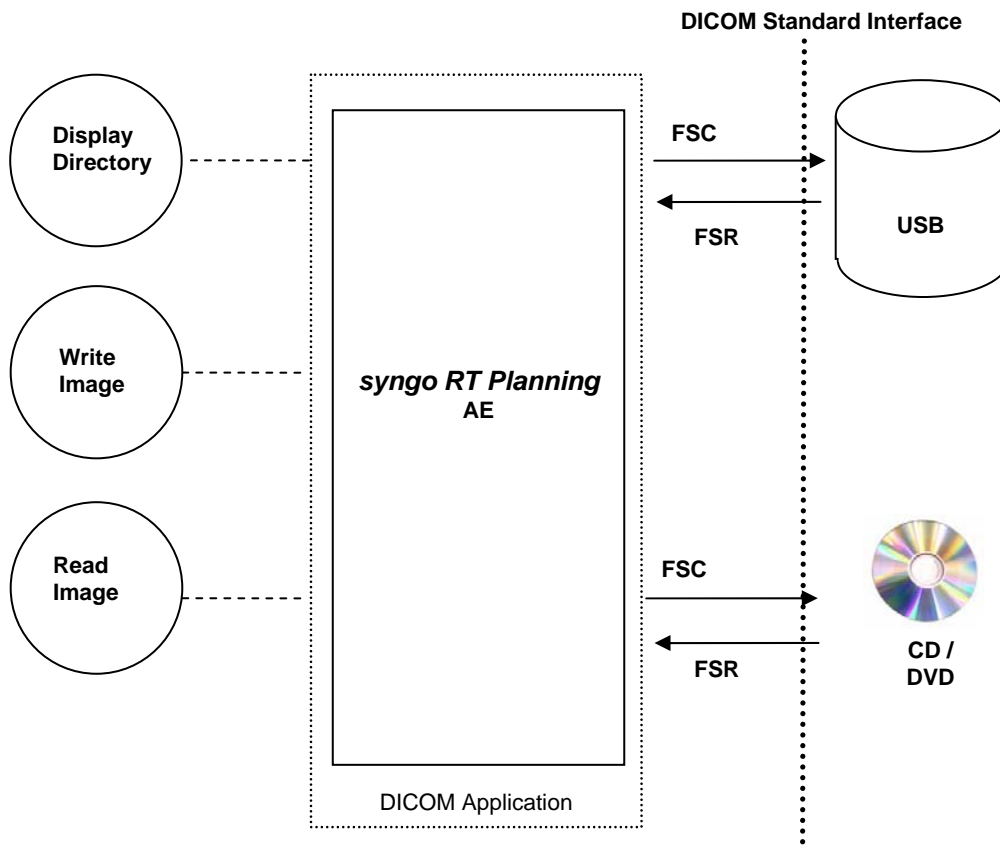 DICOM Standard Interface
Display
Directory
FSC
FSR
USB
Write
Image
syngo RT Planning
AE
Read
Image
FSC
FSR
CD /
DVD
DICOM Application